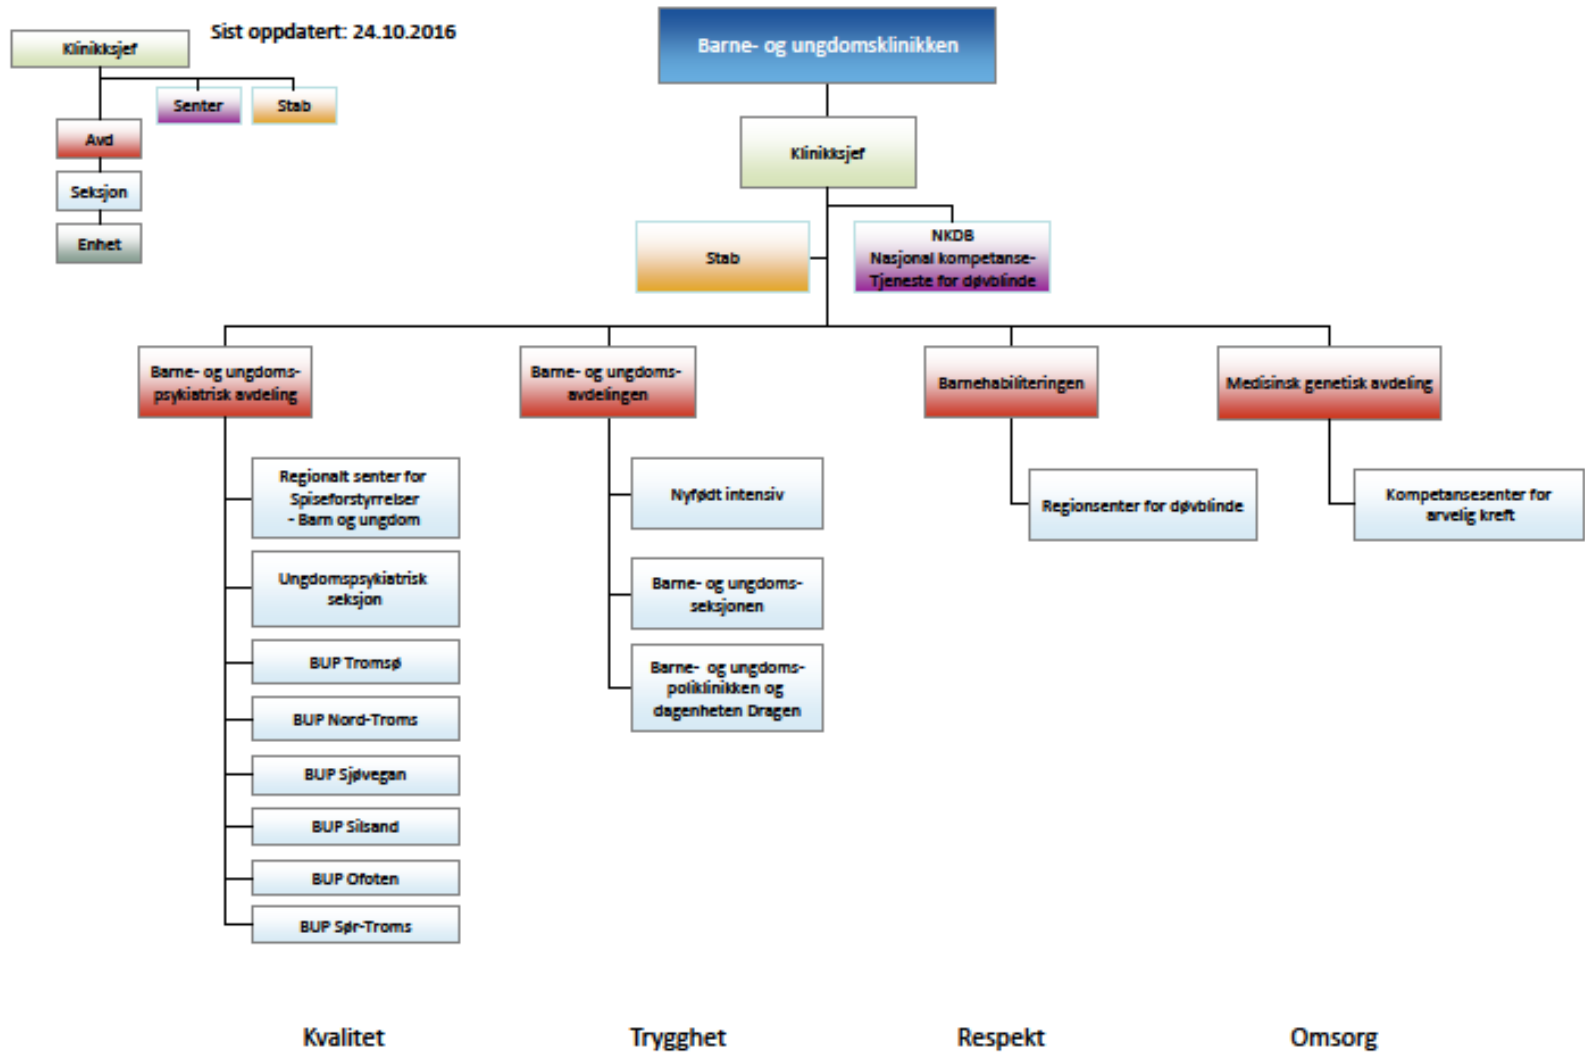 Sist oppdatert: 24.10.2016
Klinikksjef
Senter
Stab
Avd
Seksjon
Enhet
Barne- og ungdomsklinikken
Klinikksjef
Stab
NKDB
Nasjonal kompetanse-
Tjeneste for døvblinde
Barne- og ungdoms-
psykiatrisk avdeling
Barne- og ungdoms-
avdelingen
Barnehabiliteringen
Medisinsk genetisk avdeling
Regionalt senter for
Spiseforstyrrelser
- Barn og ungdom
Ungdomspsykiatrisk
seksjon
BUP Tromsø
BUP Nord-Troms
BUP Sjøvegan
BUP Silsand
BUP Ofoten
BUP Sør-Troms
Nyfødt intensiv
Barne- og ungdoms-
seksjonen
Barne- og ungdoms-
poliklinikken og
dagenheten Dragen
Regionsenter for døvblinde
Kompetansesenter for
arvelig kreft
Kvalitet
Trygghet
Respekt
Omsorg